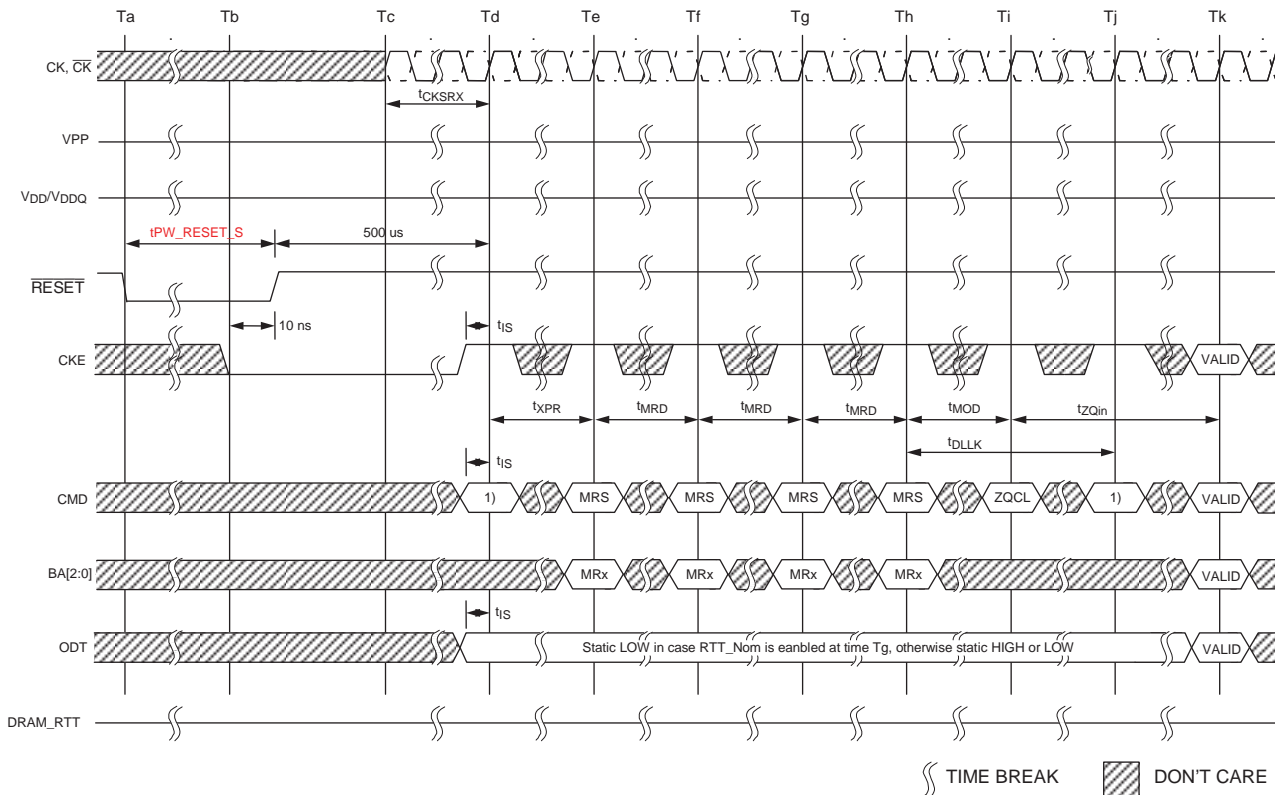 Ta Tb Tc Td Te Tf Tg Th Ti Tj Tk
CK, CK
tCKSRX
VPP
VDD/VDDQ
tPW_RESET_S 500 us
RESET
10 ns tIS
CKE VALID
tXPR tMRD tMRD tMRD tMOD tZQin
tDLLK
tIS
CMD 1) MRS MRS MRS MRS ZQCL 1) VALID
BA[2:0] MRx MRx MRx MRx VALID
tIS
ODT Static LOW in case RTT_Nom is eanbled at time Tg, otherwise static HIGH or LOW VALID
DRAM_RTT
TIME BREAK DON'T CARE